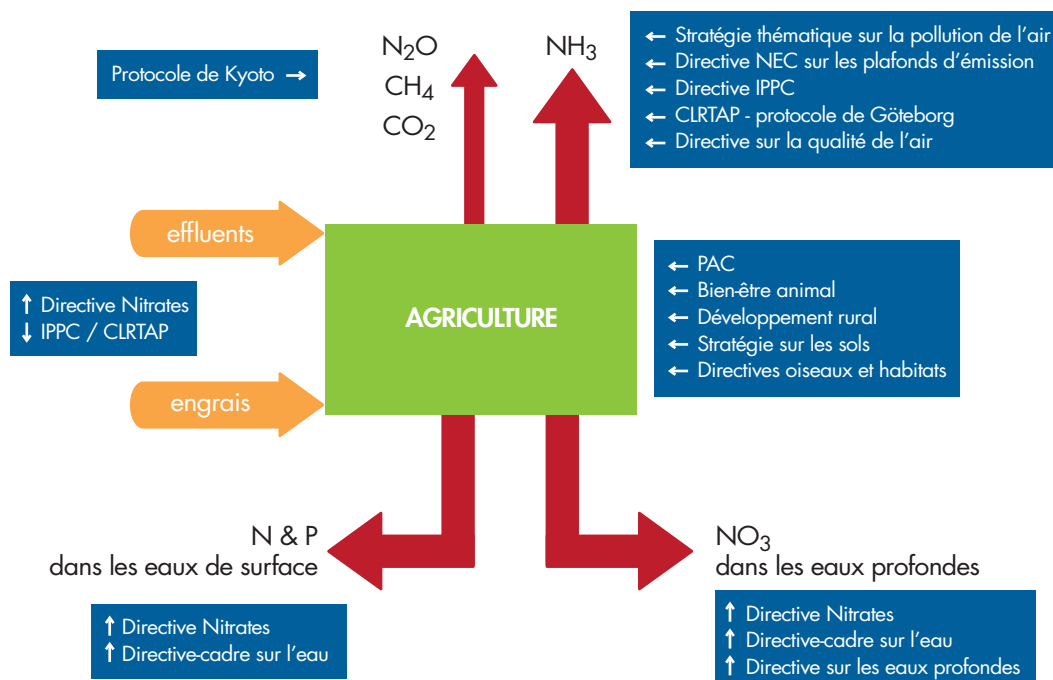 Protocole de Kyoto →
N₂O
CH₄
CO₂
NH₃
← Stratégie thématique sur la pollution de l'air
← Directive NEC sur les plafonds d'émission
← Directive IPPC
← CLRTAP - protocole de Göteborg
← Directive sur la qualité de l'air
effluents
↑ Directive Nitrates
↓ IPPC / CLRTAP
engrais
AGRICULTURE
← PAC
← Bien-être animal
← Développement rural
← Stratégie sur les sols
← Directives oiseaux et habitats
N & P
dans les eaux de surface
↑ Directive Nitrates
↑ Directive-cadre sur l'eau
NO₃
dans les eaux profondes
↑ Directive Nitrates
↑ Directive-cadre sur l'eau
↑ Directive sur les eaux profondes